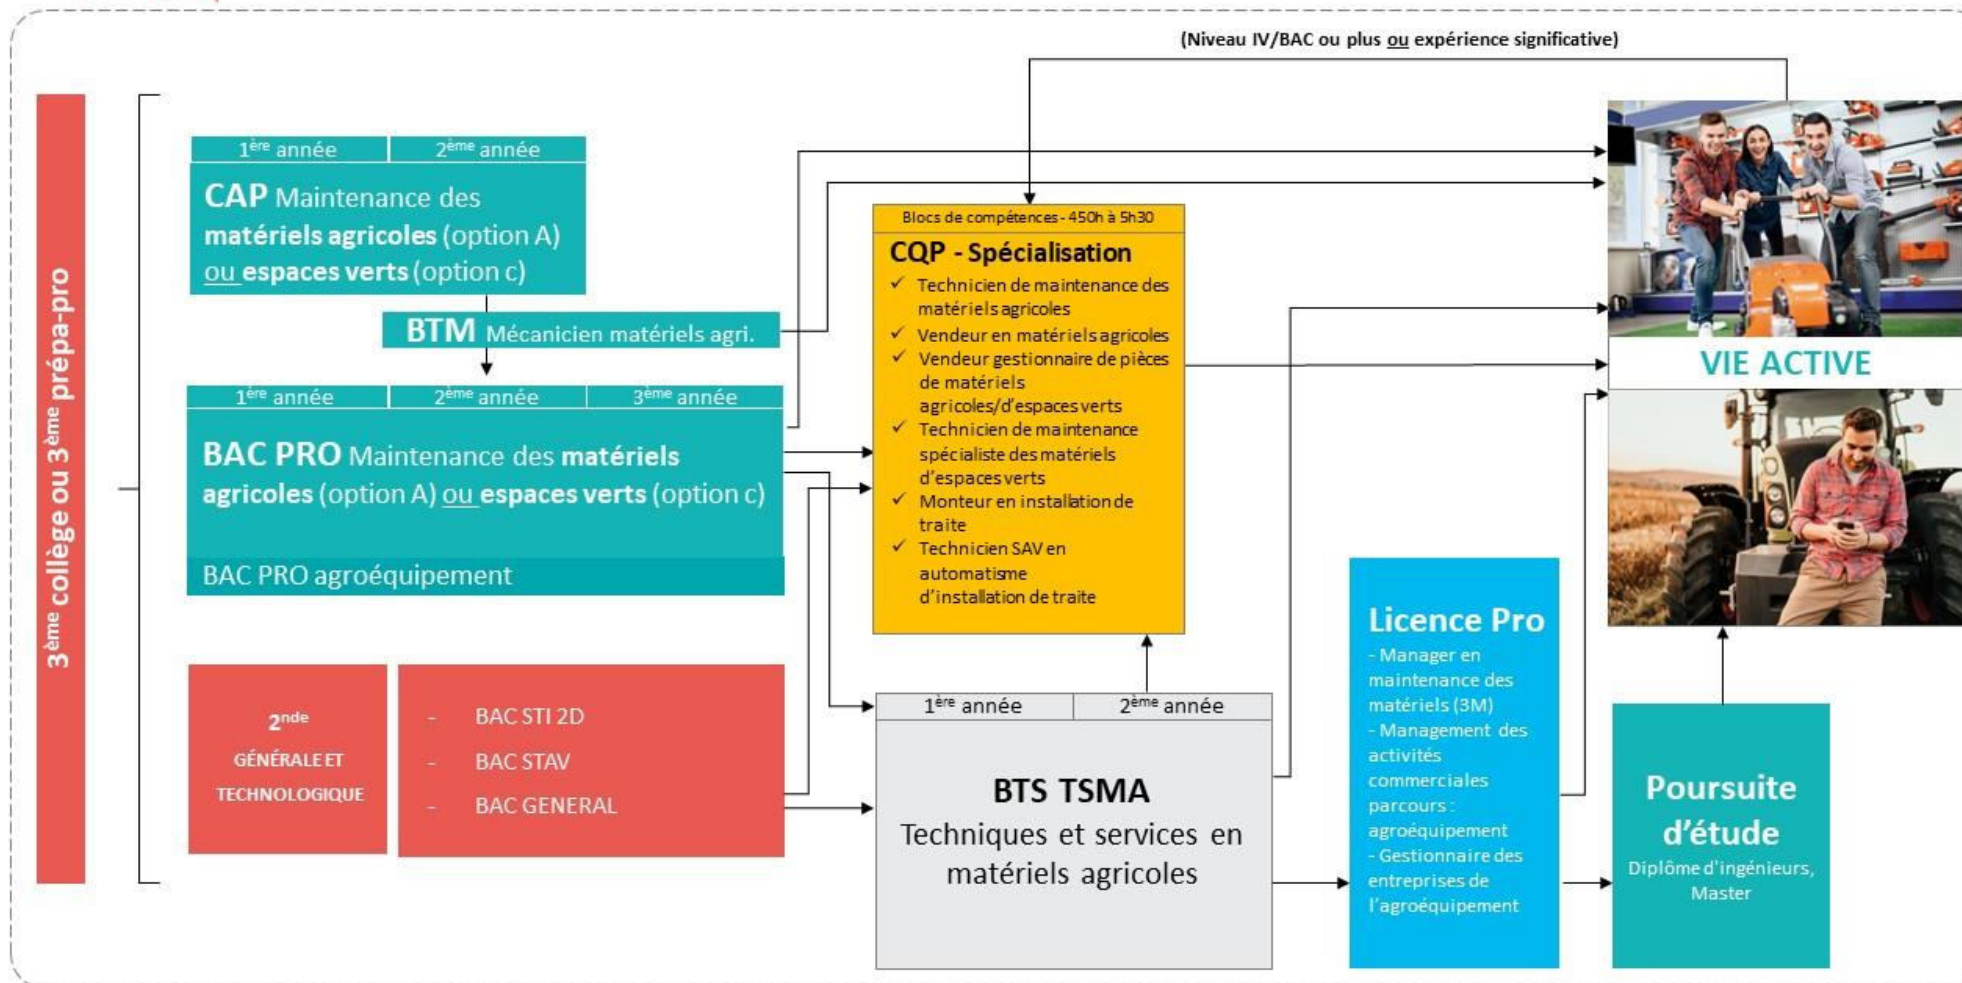 (Niveau IV/BAC ou plus ou expérience significative)
3ème collège ou 3ème prépa-pro
1ère année
2ème année
CAP Maintenance des
matériels agricoles (option A)
ou espaces verts (option c)
BTM Mécanicien matériels agri.
1ère année
2ème année
3ème année
BAC PRO Maintenance des matériels
agricoles (option A) ou espaces verts (option c)
BAC PRO agroéquipement
2nde
GÉNÉRALE ET
TECHNOLOGIQUE
- BAC STI 2D
- BAC STAV
- BAC GENERAL
Blocs de compétences - 450h à 5h30
CQP - Spécialisation
✓ Technicien de maintenance des
matériels agricoles
✓ Vendeur en matériels agricoles
✓ Vendeur gestionnaire de pièces
de matériels
agricoles/d'espaces verts
✓ Technicien de maintenance
spécialiste des matériels
d'espaces verts
✓ Monteur en installation de
traite
✓ Technicien SAV en
automatisme
d'installation de traite
1ère année
2ème année
BTS TSMA
Techniques et services en
matériels agricoles
Licence Pro
- Manager en
maintenance des
matériels (3M)
- Management des
activités
commerciales
parcours :
agroéquipement
- Gestionnaire des
entreprises de
l'agroéquipement
VIE ACTIVE
Poursuite
d'étude
Diplôme d'ingénieurs,
Master